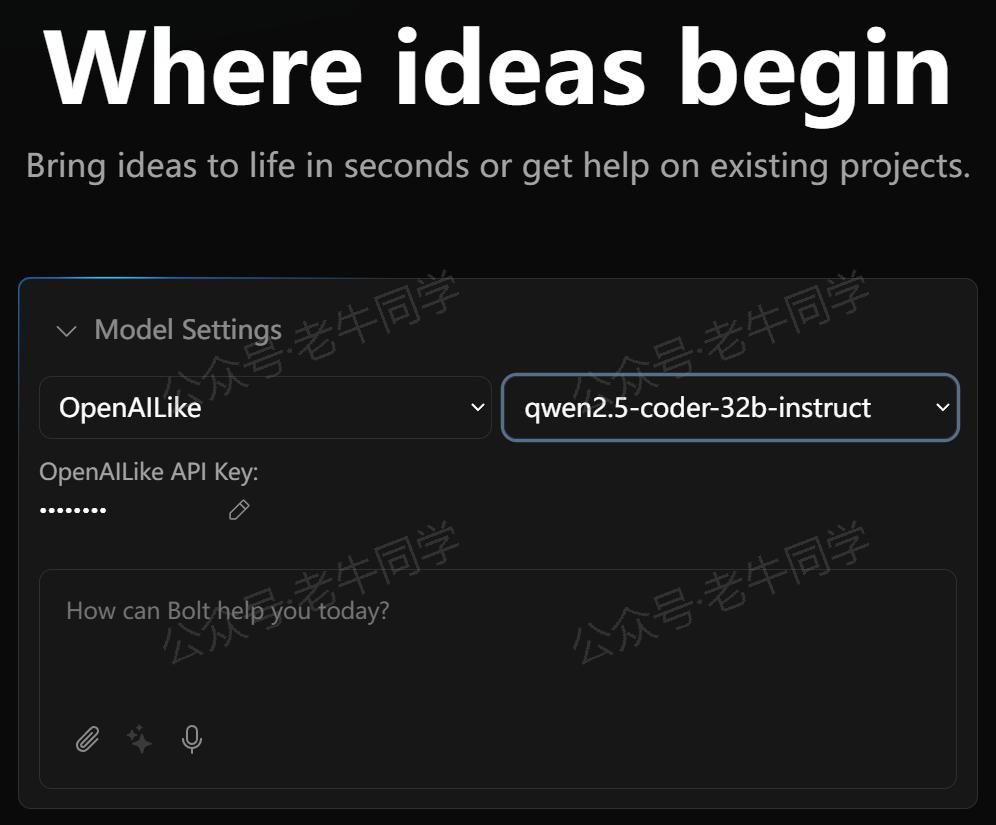 Where ideas begin
Bring ideas to life in seconds or get help on existing projects.
Model Settings
OpenAILike
qwen2.5-coder-32b-instruct
OpenAILike API Key:
••••••••
How can Bolt help you today?
公众号·老牛同学
公众号·老牛同学
公众号·老牛同学
公众号·老牛同学